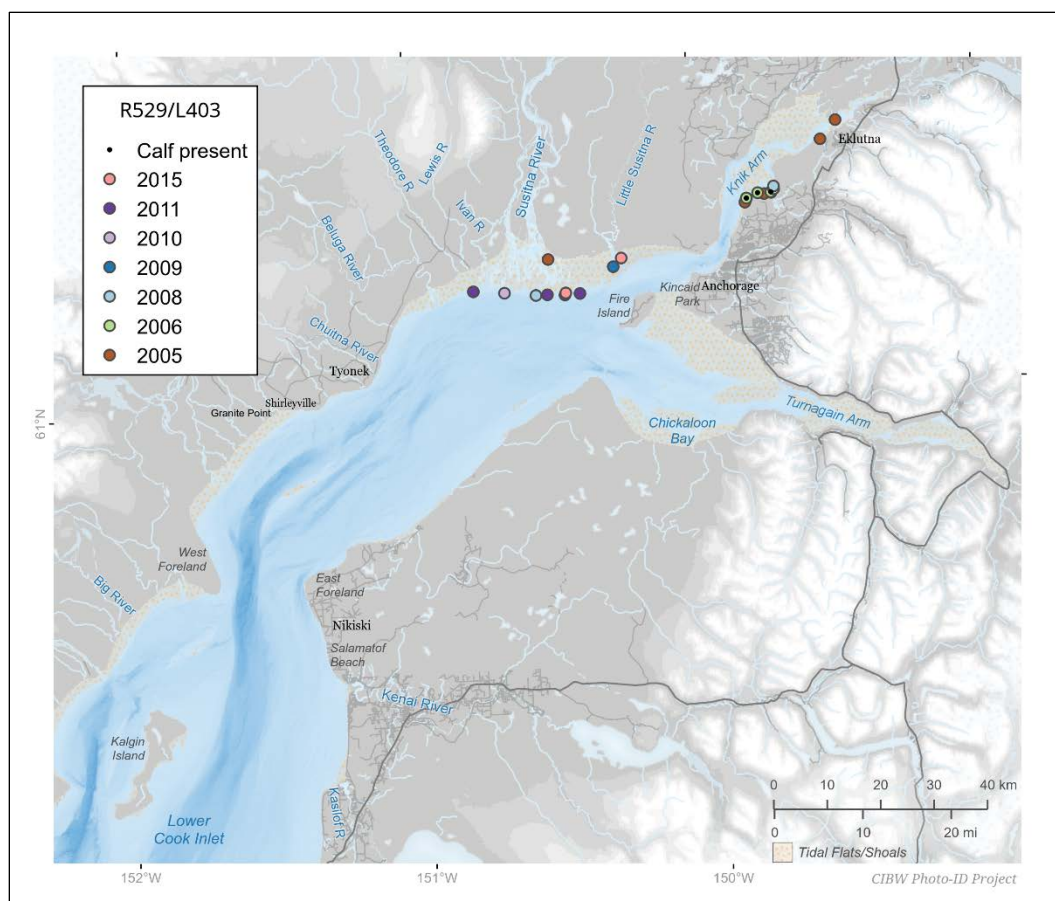 R529/L403
Calf present
2015
2011
2010
2009
2008
2006
2005
Theodore R
Lewis R
Ivan R
Susitna River
Little Susitna R
Beluga River
Chuitna River
Knik Arm
Eklutna
Fire
Island
Kincaid
Park
Anchorage
Tyonek
Shirleyville
Granite Point
61°N
Chickaloon
Bay
Turnagain Arm
West
Foreland
Big River
East
Foreland
Nikiski
Salamatof
Beach
Kenai River
Kalgin
Island
Kasilof R
Lower
Cook Inlet
0 10 20 30 40 km
0 10 20 mi
Tidal Flats/Shoals
CIBW Photo-ID Project
152°W 151°W 150°W